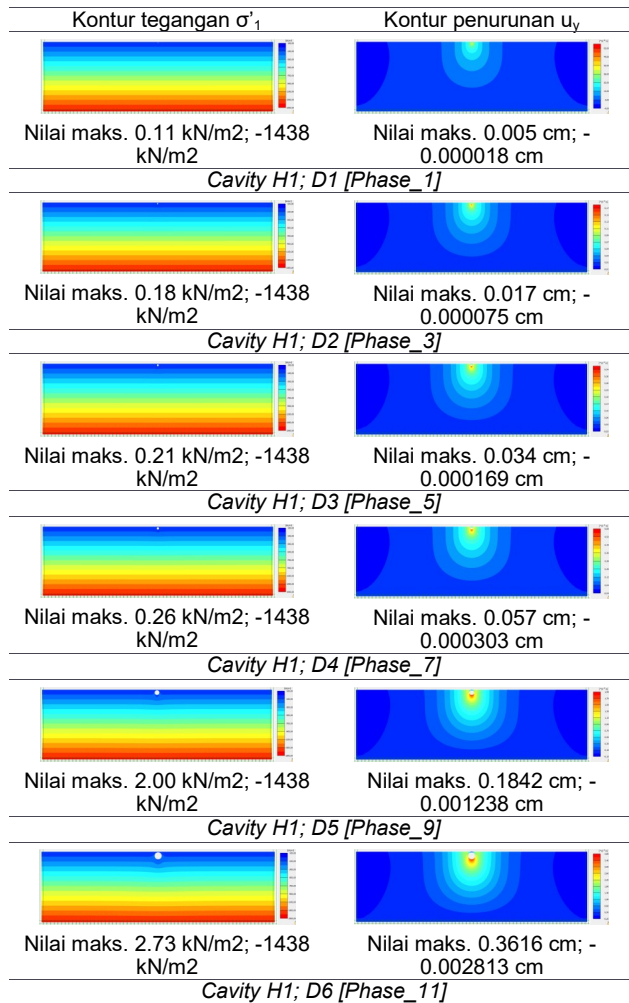 Kontur tegangan σ'₁
Kontur penurunan uᵧ
Nilai maks. 0.11 kN/m2; -1438
kN/m2
Nilai maks. 0.005 cm; -
0.000018 cm
Cavity H1; D1 [Phase_1]
Nilai maks. 0.18 kN/m2; -1438
kN/m2
Nilai maks. 0.017 cm; -
0.000075 cm
Cavity H1; D2 [Phase_3]
Nilai maks. 0.21 kN/m2; -1438
kN/m2
Nilai maks. 0.034 cm; -
0.000169 cm
Cavity H1; D3 [Phase_5]
Nilai maks. 0.26 kN/m2; -1438
kN/m2
Nilai maks. 0.057 cm; -
0.000303 cm
Cavity H1; D4 [Phase_7]
Nilai maks. 2.00 kN/m2; -1438
kN/m2
Nilai maks. 0.1842 cm; -
0.001238 cm
Cavity H1; D5 [Phase_9]
Nilai maks. 2.73 kN/m2; -1438
kN/m2
Nilai maks. 0.3616 cm; -
0.002813 cm
Cavity H1; D6 [Phase_11]